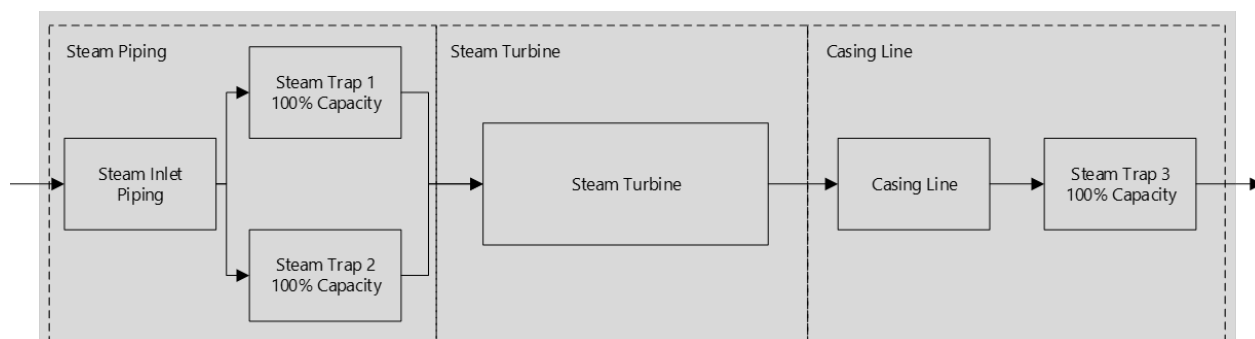 Steam Piping
Steam Trap 1
100% Capacity
Steam Inlet
Piping
Steam Trap 2
100% Capacity
Steam Turbine
Steam Turbine
Casing Line
Casing Line
Steam Trap 3
100% Capacity